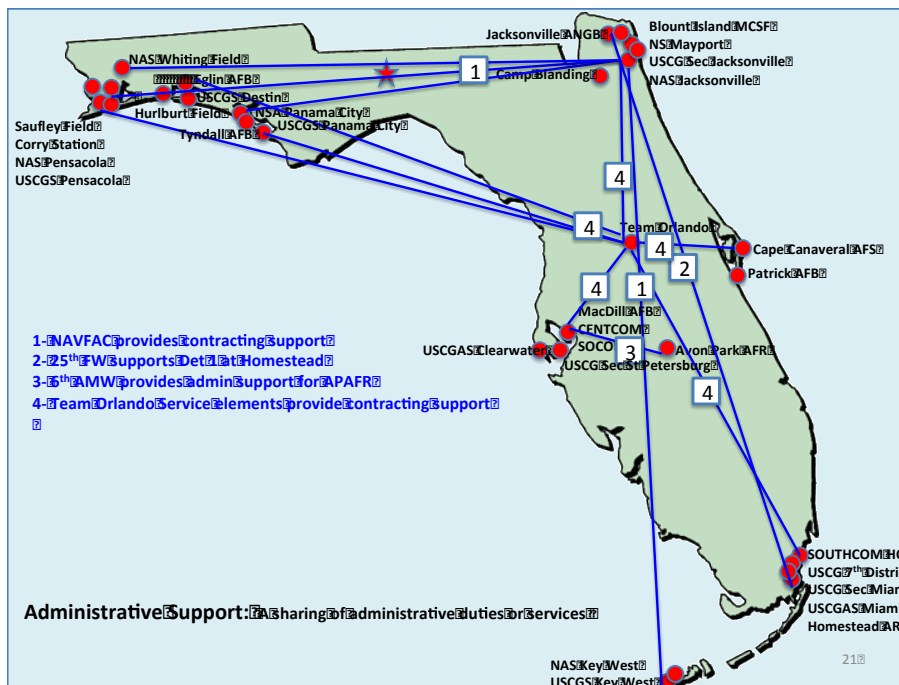 Jacksonville ANGB
Blount Island MCSF
NS Mayport
USCG Sec Jacksonville
NAS Jacksonville
Camp Blanding
NAS Whiting Field
Eglin AFB
USCGS Destin
Hurlburt Field
NSA Panama City
USCGS Panama City
Tyndall AFB
Saufley Field
Corry Station
NAS Pensacola
USCGS Pensacola
1
4
4
Team Orlando
4
2
Cape Canaveral AFS
Patrick AFB
4
1
MacDill AFB
CENTCOM
SOCO
3
USCGAS Clearwater
USCG Sec St Petersburg
Avon Park AFR
4
1- NAVFAC provides contracting support
2- 25th FW supports Det 1 at Homestead
3- 6th AMW provides admin support for APAFR
4- Team Orlando Service elements provide contracting support
SOUTHCOM HQ
USCG 7th Distri
USCG Sec Miam
USCGAS Miam
Homestead AR
Administrative Support: A sharing of administrative duties or services
NAS Key West
USCGS Key West
21